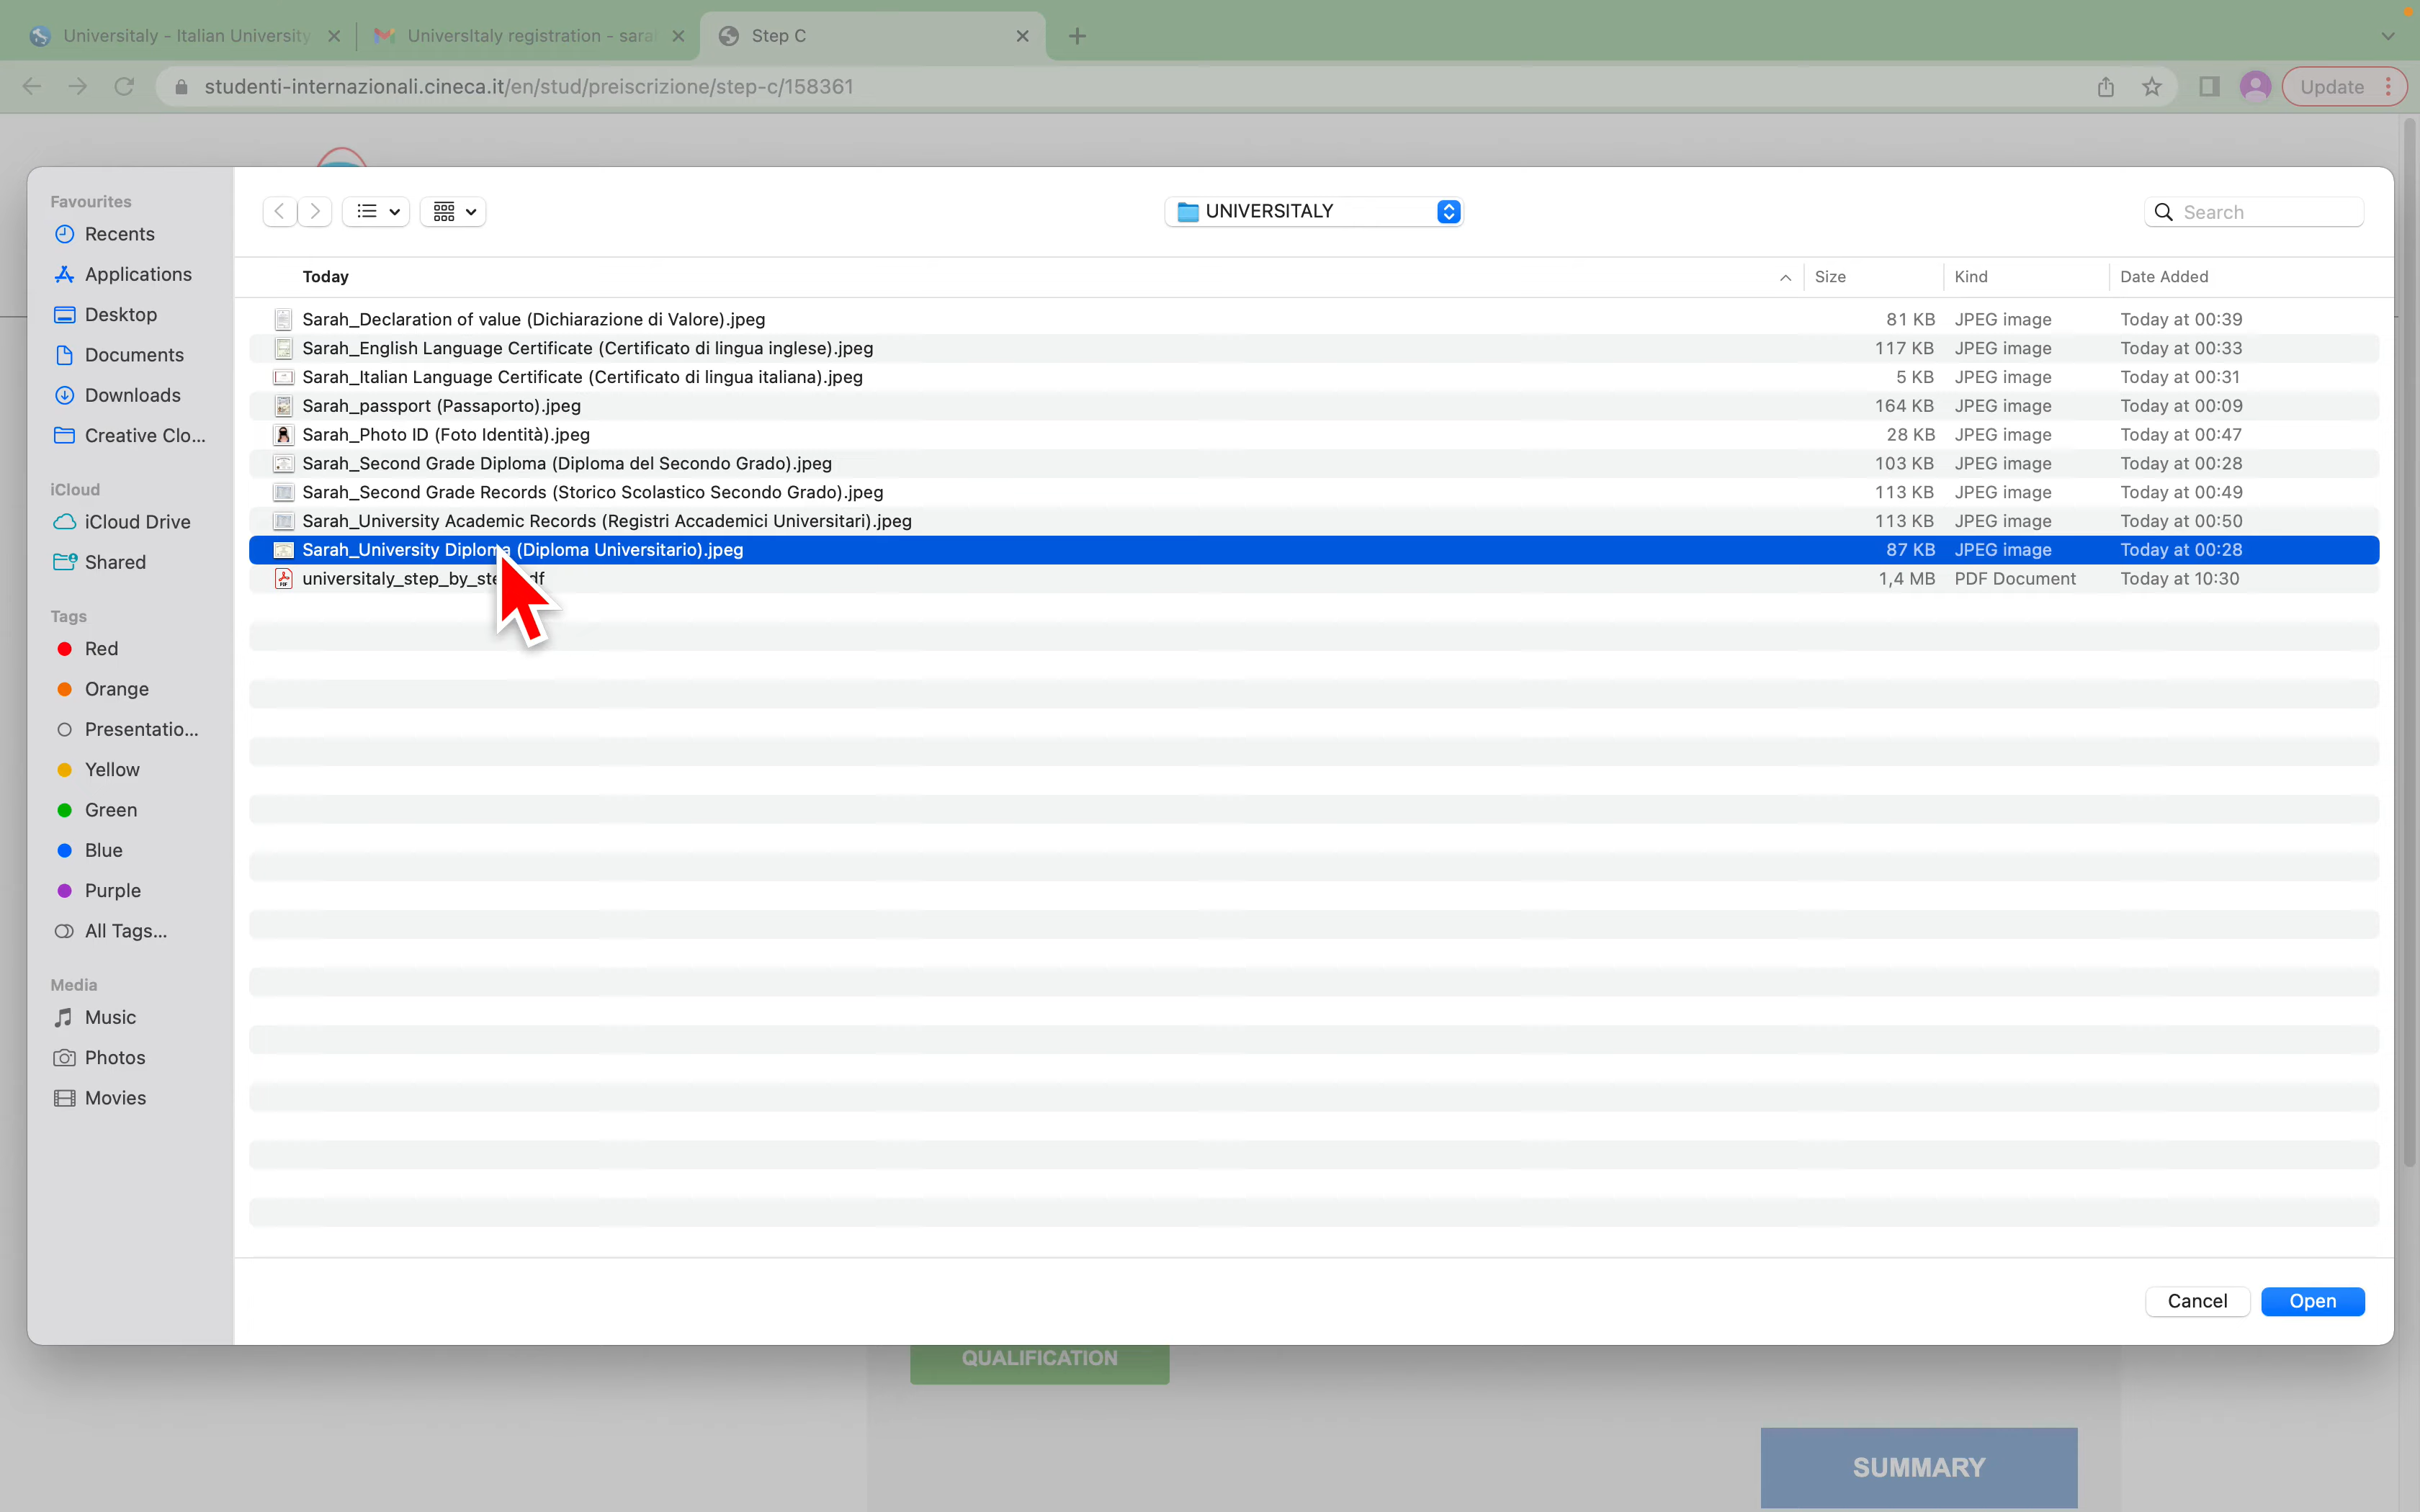 Universitaly - Italian University
UniversItaly registration - sara
Step C
studenti-internazionali.cineca.it/en/stud/preiscrizione/step-c/158361
Update
Favourites
Recents
Applications
Desktop
Documents
Downloads
Creative Clo...
iCloud
iCloud Drive
Shared
Tags
Red
Orange
Presentatio...
Yellow
Green
Blue
Purple
All Tags...
Media
Music
Photos
Movies
UNIVERSITALY
Search
Today Size Kind Date Added
Sarah_Declaration of value (Dichiarazione di Valore).jpeg 81 KB JPEG image Today at 00:39
Sarah_English Language Certificate (Certificato di lingua inglese).jpeg 117 KB JPEG image Today at 00:33
Sarah_Italian Language Certificate (Certificato di lingua italiana).jpeg 5 KB JPEG image Today at 00:31
Sarah_passport (Passaporto).jpeg 164 KB JPEG image Today at 00:09
Sarah_Photo ID (Foto Identità).jpeg 28 KB JPEG image Today at 00:47
Sarah_Second Grade Diploma (Diploma del Secondo Grado).jpeg 103 KB JPEG image Today at 00:28
Sarah_Second Grade Records (Storico Scolastico Secondo Grado).jpeg 113 KB JPEG image Today at 00:49
Sarah_University Academic Records (Registri Accademici Universitari).jpeg 113 KB JPEG image Today at 00:50
Sarah_University Diploma (Diploma Universitario).jpeg 87 KB JPEG image Today at 00:28
1,4 MB PDF Document Today at 10:30
Cancel Open
QUALIFICATION
SUMMARY